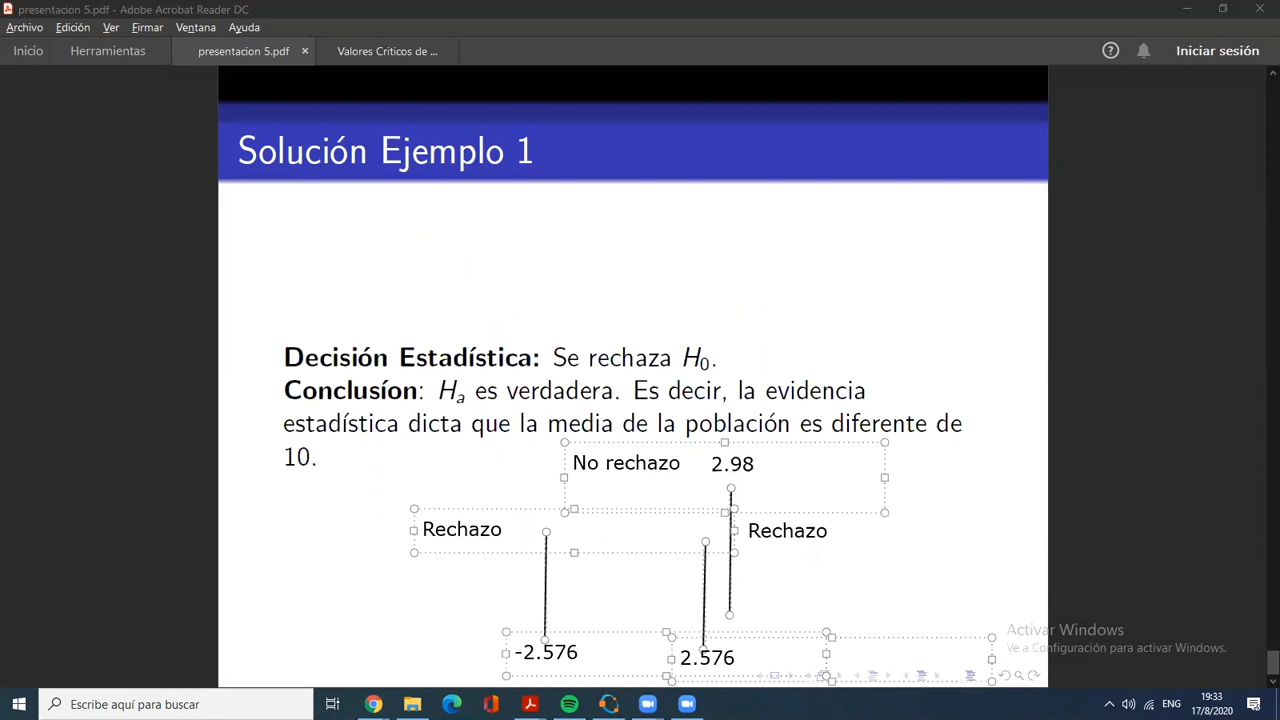 presentacion 5.pdf - Adobe Acrobat Reader DC
Archivo Edición Ver Firmar Ventana Ayuda
Inicio Herramientas presentacion 5.pdf × Valores Criticos de ... Iniciar sesión
Solución Ejemplo 1
Decisión Estadística: Se rechaza H₀.
Conclusíon: Hₐ es verdadera. Es decir, la evidencia
estadística dicta que la media de la población es diferente de
10.
No rechazo 2.98
Rechazo Rechazo
-2.576 2.576
Activar Windows
Ve a Configuración para activar Windows.
Escribe aquí para buscar
ENG
19:33
17/8/2020